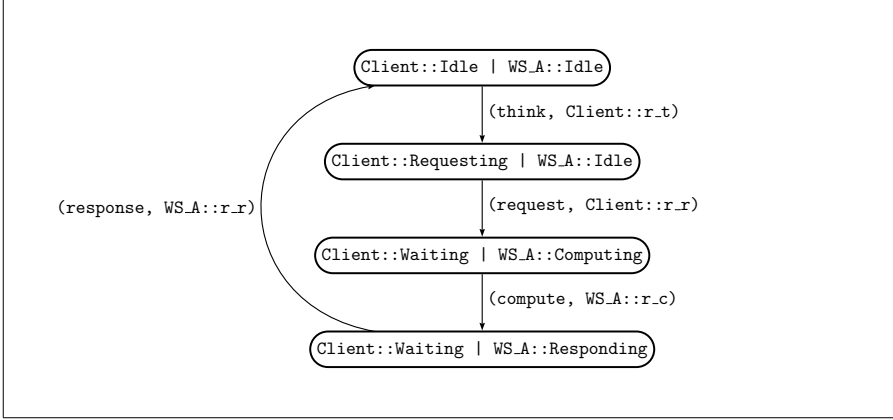 Client::Idle | WS_A::Idle
(think, Client::r_t)
Client::Requesting | WS_A::Idle
(response, WS_A::r_r)
(request, Client::r_r)
Client::Waiting | WS_A::Computing
(compute, WS_A::r_c)
Client::Waiting | WS_A::Responding